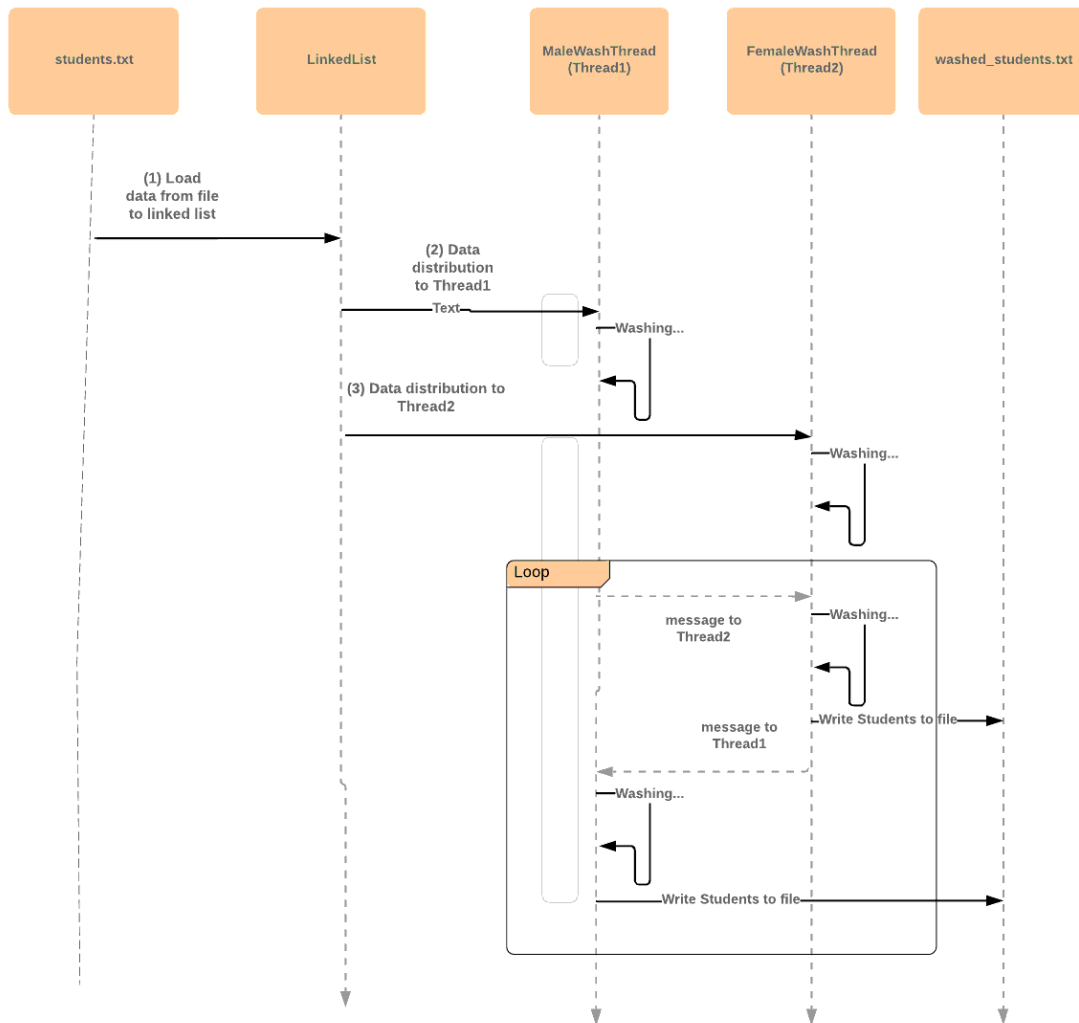 students.txt
LinkedList
MaleWashThread
(Thread1)
FemaleWashThread
(Thread2)
washed_students.txt
(1) Load
data from file
to linked list
(2) Data
distribution
to Thread1
Text
Washing...
(3) Data distribution to
Thread2
Washing...
Loop
message to
Thread2
Washing...
Write Students to file
message to
Thread1
Washing...
Write Students to file